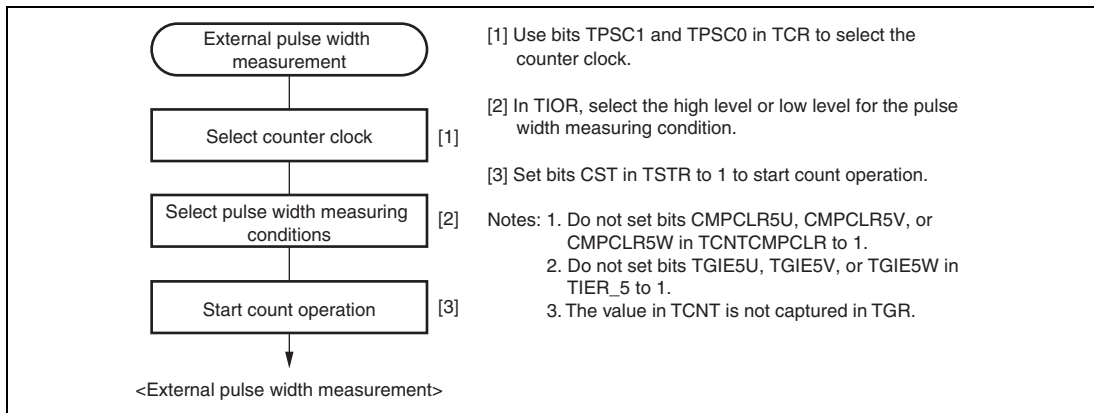 External pulse width
measurement
Select counter clock
[1]
Select pulse width measuring
conditions
[2]
Start count operation
[3]
<External pulse width measurement>
[1] Use bits TPSC1 and TPSC0 in TCR to select the
counter clock.
[2] In TIOR, select the high level or low level for the pulse
width measuring condition.
[3] Set bits CST in TSTR to 1 to start count operation.
Notes: 1. Do not set bits CMPCLR5U, CMPCLR5V, or
CMPCLR5W in TCNTCMPCLR to 1.
2. Do not set bits TGIE5U, TGIE5V, or TGIE5W in
TIER_5 to 1.
3. The value in TCNT is not captured in TGR.